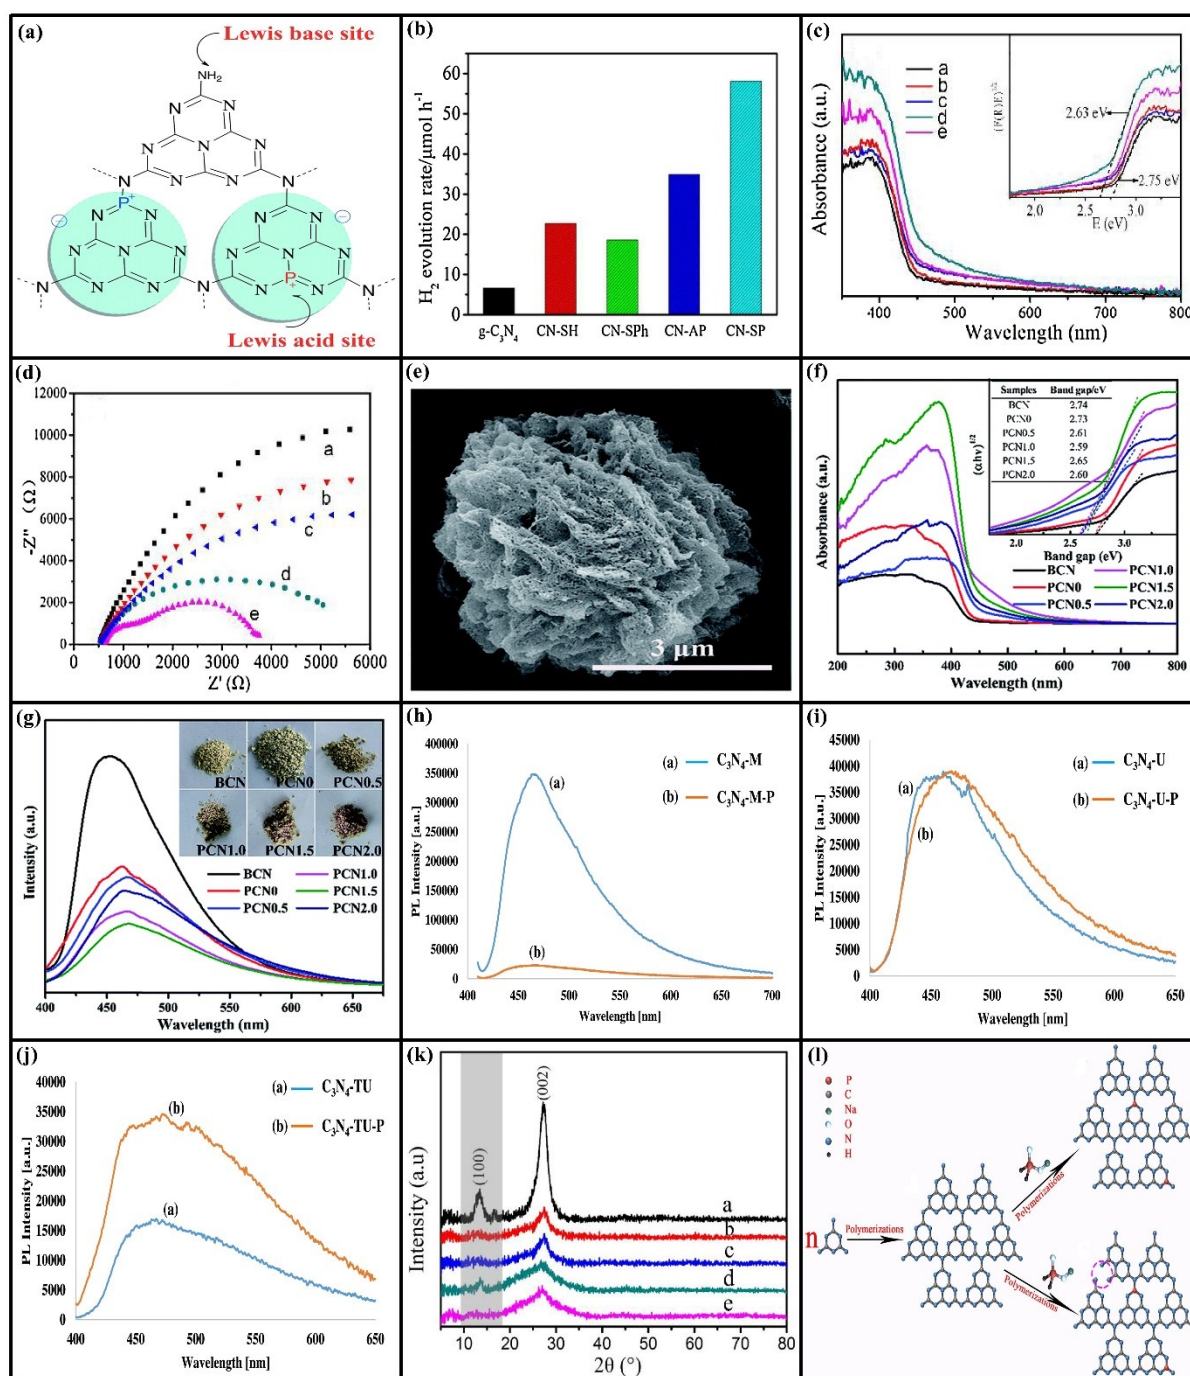 (a)
Lewis base site
NH₂
N N
N N N
N N
N N
P⁺
N N
N N N
N N N
P⁺
N N N
Lewis acid site
(b)
H₂ evolution rate/μmol h⁻¹
60
50
40
30
20
10
0
g-C₃N₄ CN-SH CN-SPh CN-AP CN-SP
(c)
Absorbance (a.u.)
a
b
c
d
e
(F(R)E)^1/2
2.63 eV
2.75 eV
2.0 2.5 3.0
E (eV)
400 500 600 700 800
Wavelength (nm)
(d)
-Z'' (Ω)
12000
10000
8000
6000
4000
2000
0
a
b
c
d
e
0 1000 2000 3000 4000 5000 6000
Z' (Ω)
(e)
3 μm
(f)
Absorbance (a.u.)
Samples Band gap/eV
BCN 2.74
PCN0 2.73
PCN0.5 2.61
PCN1.0 2.59
PCN1.5 2.65
PCN2.0 2.60
(αhν)^1/2
2.0 2.5 3.0
Band gap (eV)
BCN PCN1.0
PCN0 PCN1.5
PCN0.5 PCN2.0
200 300 400 500 600 700 800
Wavelength (nm)
(g)
Intensity (a.u.)
BCN PCN0 PCN0.5
PCN1.0 PCN1.5 PCN2.0
BCN PCN1.0
PCN0 PCN1.5
PCN0.5 PCN2.0
400 450 500 550 600 650
Wavelength (nm)
(h)
PL Intensity [a.u.]
400000
350000
300000
250000
200000
150000
100000
50000
0
(a) C₃N₄-M
(b) C₃N₄-M-P
(a)
(b)
400 450 500 550 600 650 700
Wavelength [nm]
(i)
PL Intensity [a.u.]
45000
40000
35000
30000
25000
20000
15000
10000
5000
0
(a) C₃N₄-U
(b) C₃N₄-U-P
(a)
(b)
400 450 500 550 600 650
Wavelength [nm]
(j)
PL Intensity [a.u.]
40000
35000
30000
25000
20000
15000
10000
5000
0
(a) C₃N₄-TU
(b) C₃N₄-TU-P
(b)
(a)
400 450 500 550 600 650
Wavelength [nm]
(k)
Intensity (a.u)
(100)
(002)
a
b
c
d
e
10 20 30 40 50 60 70 80
2θ (°)
(l)
P
C
Na
O
N
H
n
Polymerizations
Polymerizations
Polymerizations